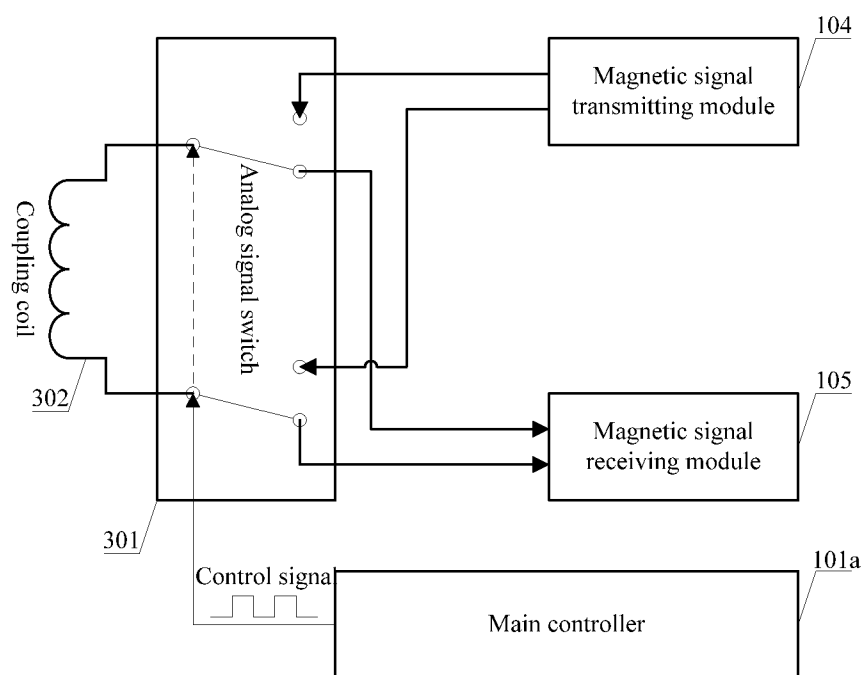 104
Magnetic signal
transmitting module
Analog signal switch
Coupling coil
302
105
Magnetic signal
receiving module
301
Control signal
101a
Main controller